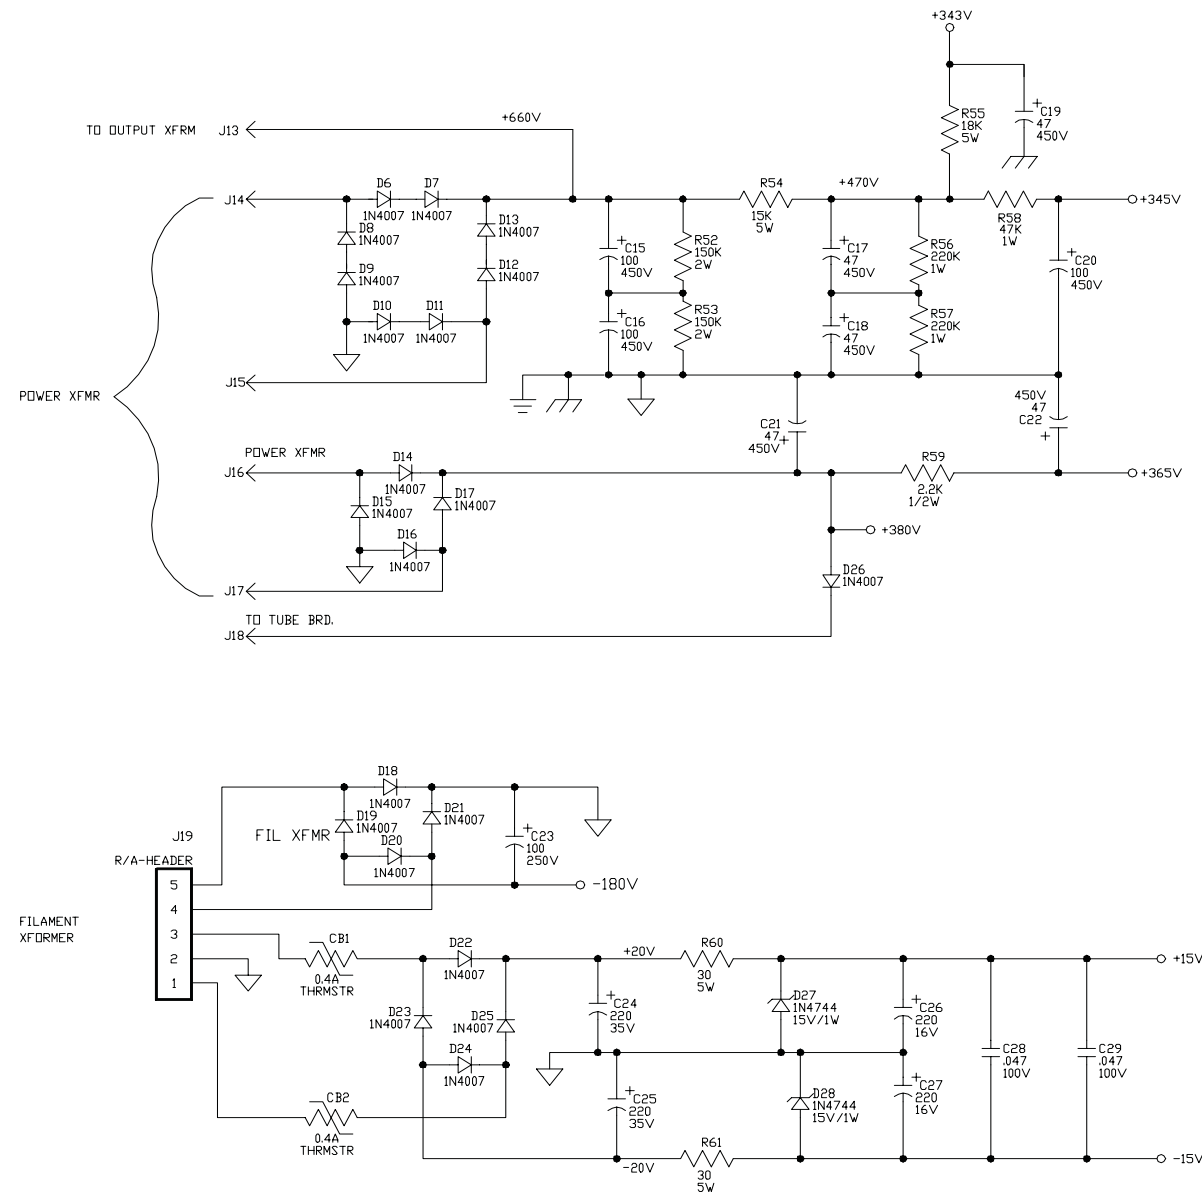 +343V
C19
47
450V
R55
18K
5W
TO OUTPUT XFRM
J13
+660V
J14
D6
1N4007
D7
1N4007
D8
1N4007
D9
1N4007
D10
1N4007
D11
1N4007
D13
1N4007
D12
1N4007
C15
100
450V
C16
100
450V
R52
150K
2W
R53
150K
2W
R54
15K
5W
+470V
C17
47
450V
C18
47
450V
R56
220K
1W
R57
220K
1W
R58
47K
1W
+345V
C20
100
450V
J15
POWER XFMR
C21
47
450V
450V
47
C22
J16
POWER XFMR
D14
1N4007
D15
1N4007
D17
1N4007
D16
1N4007
R59
2.2K
1/2W
+365V
+380V
D26
1N4007
J17
TO TUBE BRD.
J18
D18
1N4007
D19
1N4007
D21
1N4007
D20
1N4007
FIL XFMR
C23
100
250V
-180V
J19
R/A-HEADER
5
4
3
2
1
FILAMENT
XFORMER
CB1
0.4A
THRMSTR
D22
1N4007
D23
1N4007
D25
1N4007
D24
1N4007
CB2
0.4A
THRMSTR
+20V
R60
30
5W
+15V
C24
220
35V
C25
220
35V
D27
1N4744
15V/1W
D28
1N4744
15V/1W
C26
220
16V
C27
220
16V
C28
.047
100V
C29
.047
100V
-20V
R61
30
5W
-15V